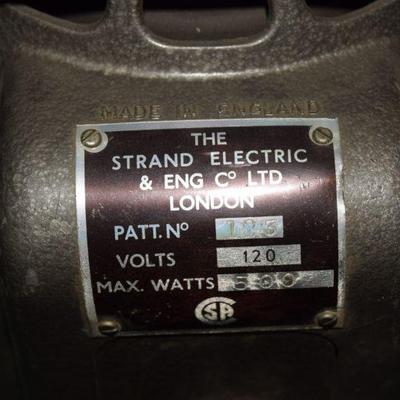 MADE IN ENGLAND
THE
STRAND ELECTRIC
& ENG Cº LTD
LONDON
PATT. Nº 123
VOLTS 120
MAX. WATTS 500
CSA